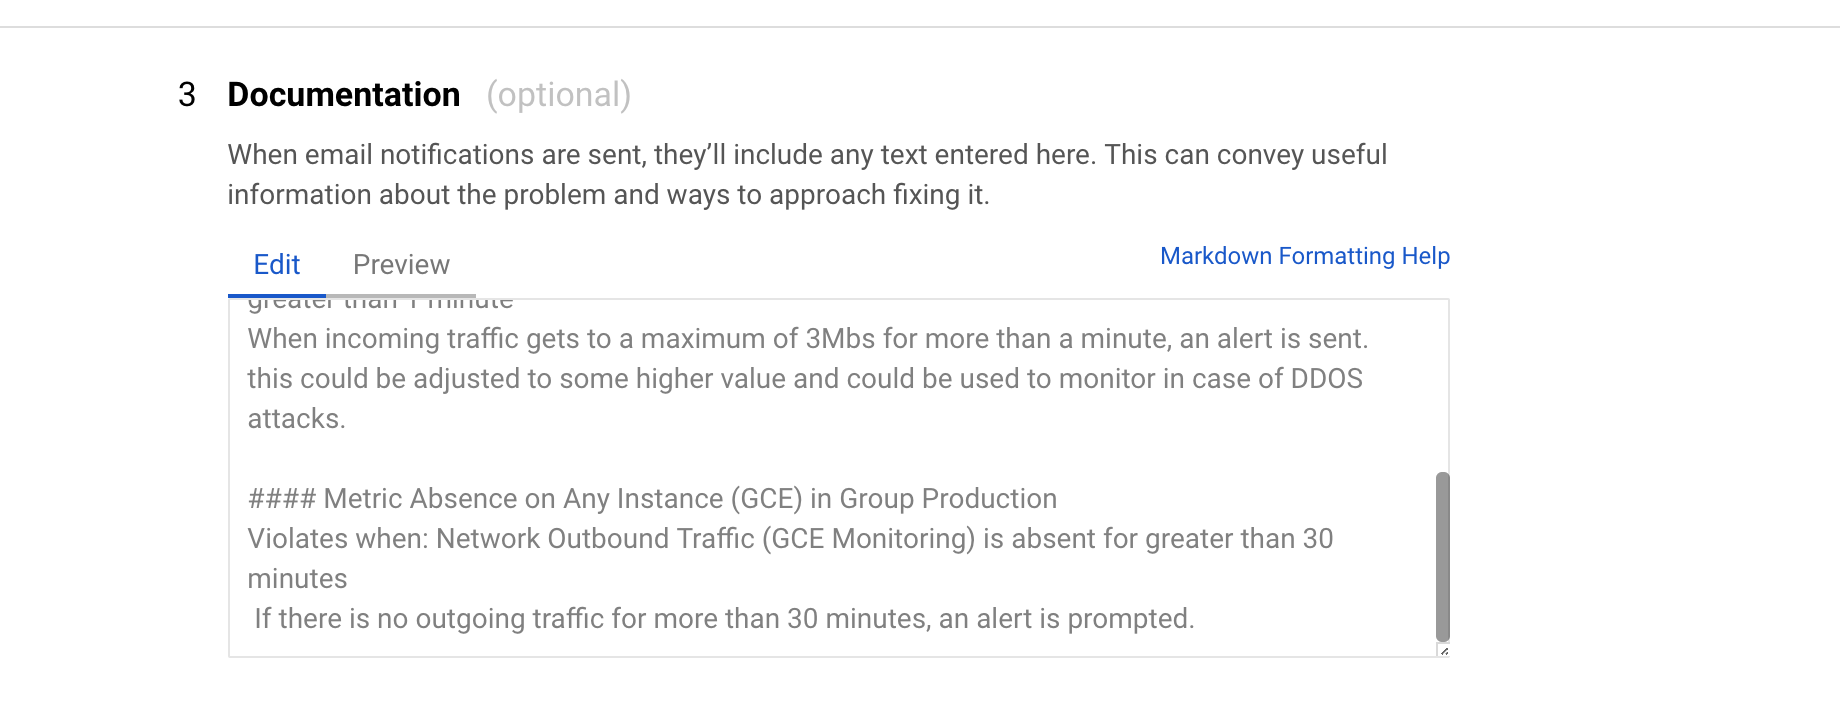 3 Documentation (optional)
When email notifications are sent, they’ll include any text entered here. This can convey useful
information about the problem and ways to approach fixing it.
Edit Preview Markdown Formatting Help
greater than 1 minute
When incoming traffic gets to a maximum of 3Mbs for more than a minute, an alert is sent.
this could be adjusted to some higher value and could be used to monitor in case of DDOS
attacks.
#### Metric Absence on Any Instance (GCE) in Group Production
Violates when: Network Outbound Traffic (GCE Monitoring) is absent for greater than 30
minutes
If there is no outgoing traffic for more than 30 minutes, an alert is prompted.